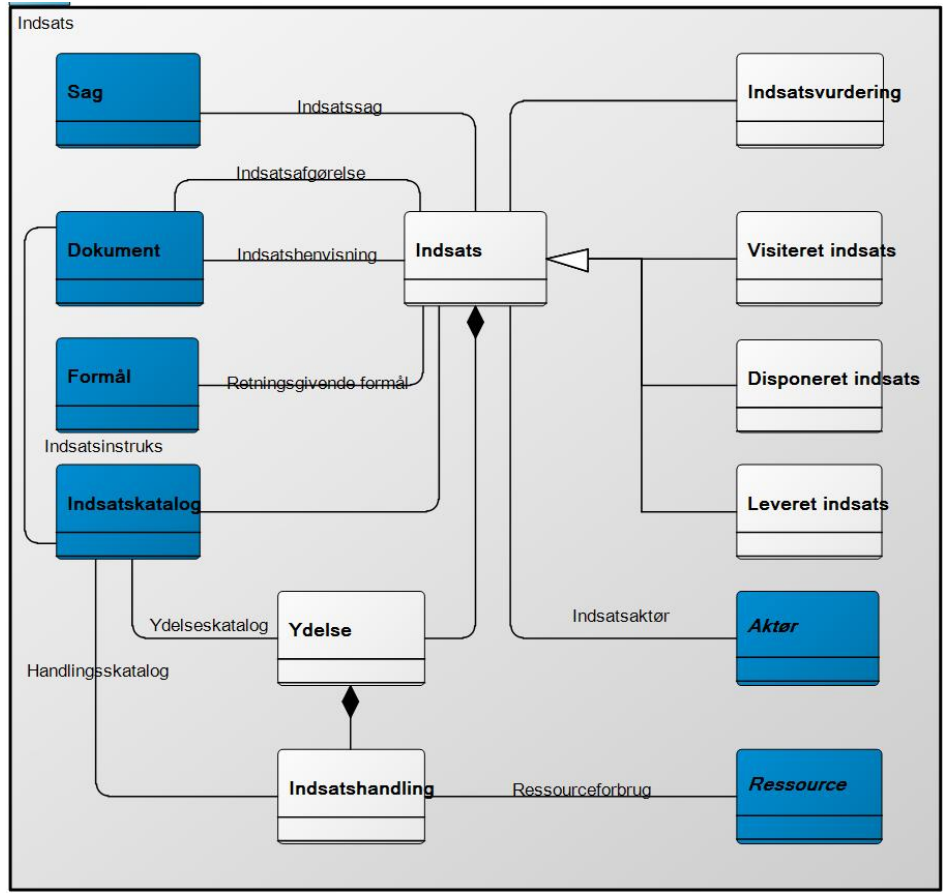 Indsats
Sag
Indsatssag
Indsatsvurdering
Indsatsafgørelse
Dokument
Indsatshenvisning
Indsats
Visiteret indsats
Formål
Retningsgivende formål
Disponeret indsats
Indsatsinstruks
Indsatskatalog
Leveret indsats
Ydelseskatalog
Ydelse
Indsatsaktør
Aktør
Handlingsskatalog
Indsatshandling
Ressourceforbrug
Ressource